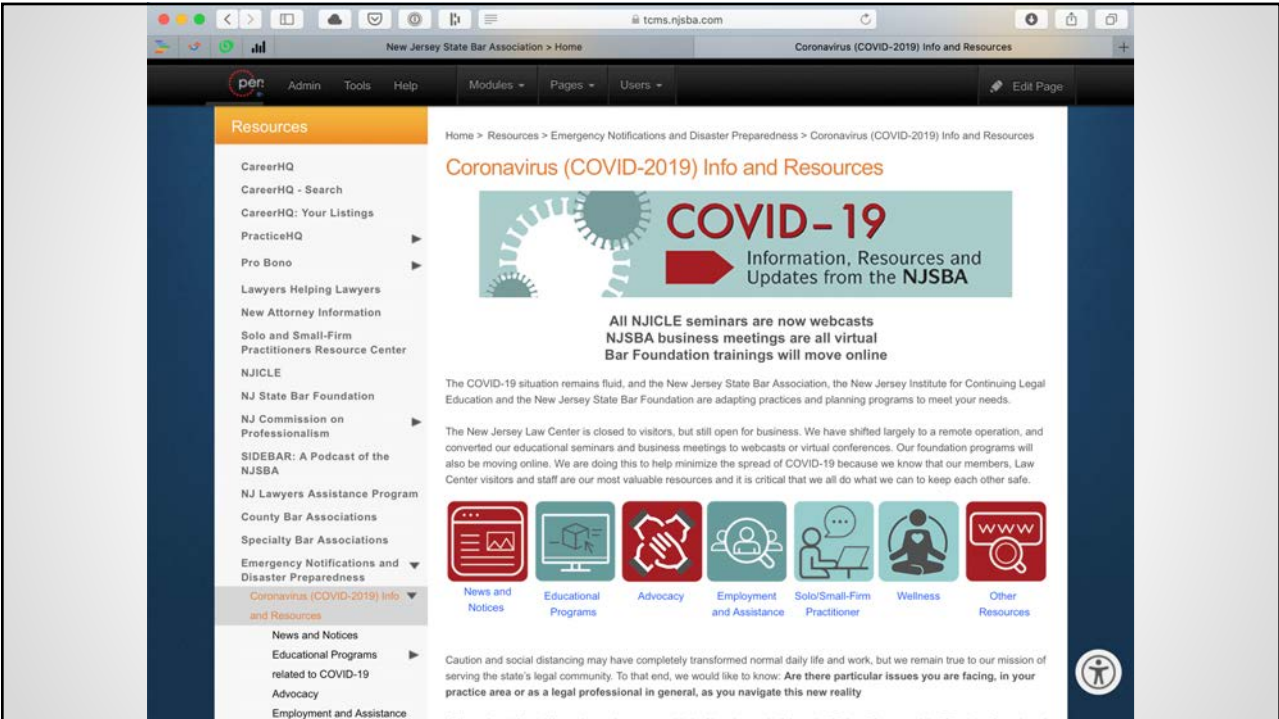 tcms.njsba.com
New Jersey State Bar Association > Home
Coronavirus (COVID-2019) Info and Resources
Admin Tools Help Modules Pages Users Edit Page
Resources
CareerHQ
CareerHQ - Search
CareerHQ: Your Listings
PracticeHQ
Pro Bono
Lawyers Helping Lawyers
New Attorney Information
Solo and Small-Firm
Practitioners Resource Center
NJICLE
NJ State Bar Foundation
NJ Commission on
Professionalism
SIDEBAR: A Podcast of the
NJSBA
NJ Lawyers Assistance Program
County Bar Associations
Specialty Bar Associations
Emergency Notifications and
Disaster Preparedness
Coronavirus (COVID-2019) Info
and Resources
News and Notices
Educational Programs
related to COVID-19
Advocacy
Employment and Assistance
Home > Resources > Emergency Notifications and Disaster Preparedness > Coronavirus (COVID-2019) Info and Resources
Coronavirus (COVID-2019) Info and Resources
COVID-19
Information, Resources and
Updates from the NJSBA
All NJICLE seminars are now webcasts
NJSBA business meetings are all virtual
Bar Foundation trainings will move online
The COVID-19 situation remains fluid, and the New Jersey State Bar Association, the New Jersey Institute for Continuing Legal
Education and the New Jersey State Bar Foundation are adapting practices and planning programs to meet your needs.
The New Jersey Law Center is closed to visitors, but still open for business. We have shifted largely to a remote operation, and
converted our educational seminars and business meetings to webcasts or virtual conferences. Our foundation programs will
also be moving online. We are doing this to help minimize the spread of COVID-19 because we know that our members, Law
Center visitors and staff are our most valuable resources and it is critical that we all do what we can to keep each other safe.
www
News and
Notices
Educational
Programs
Advocacy
Employment
and Assistance
Solo/Small-Firm
Practitioner
Wellness
Other
Resources
Caution and social distancing may have completely transformed normal daily life and work, but we remain true to our mission of
serving the state's legal community. To that end, we would like to know: Are there particular issues you are facing, in your
practice area or as a legal professional in general, as you navigate this new reality